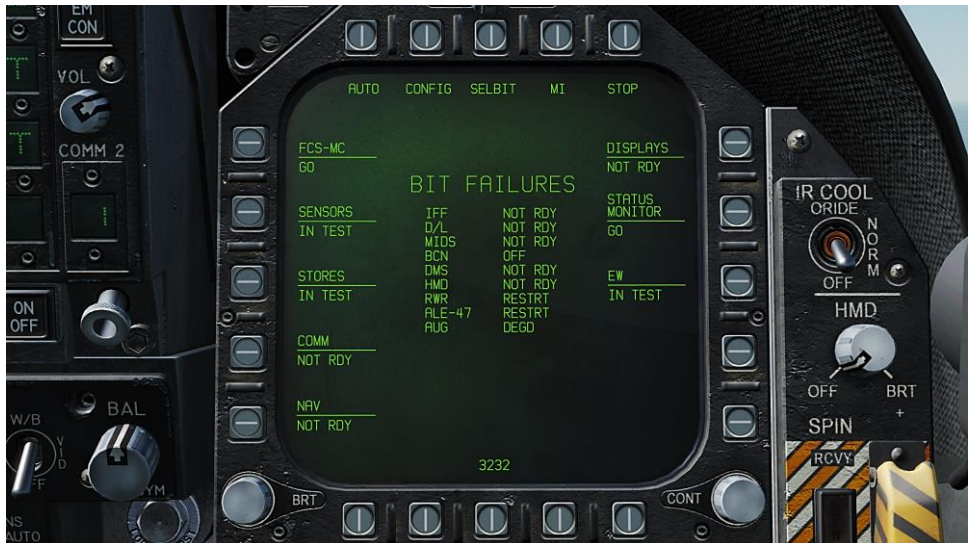 EM
CON
VOL
COMM 2
ON
OFF
W/B
BAL
AUTO
AUTO CONFIG SELBIT MI STOP
FCS-MC
GO
SENSORS
IN TEST
STORES
IN TEST
COMM
NOT RDY
NAV
NOT RDY
BIT FAILURES
IFF NOT RDY
D/L NOT RDY
MIDS NOT RDY
BCN OFF
DMS NOT RDY
HMD NOT RDY
RWR RESTRT
ALE-47 RESTRT
AUG DEGD
DISPLAYS
NOT RDY
STATUS
MONITOR
GO
EW
IN TEST
3232
BRT
CONT
IR COOL
ORIDE
NORM
OFF
HMD
OFF BRT
SPIN
RCVY